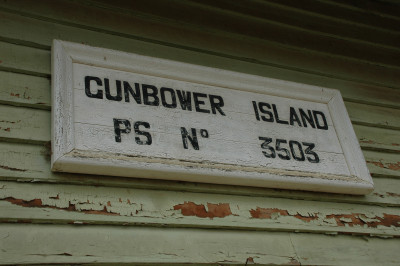 GUNBOWER ISLAND
PS Nº 3503